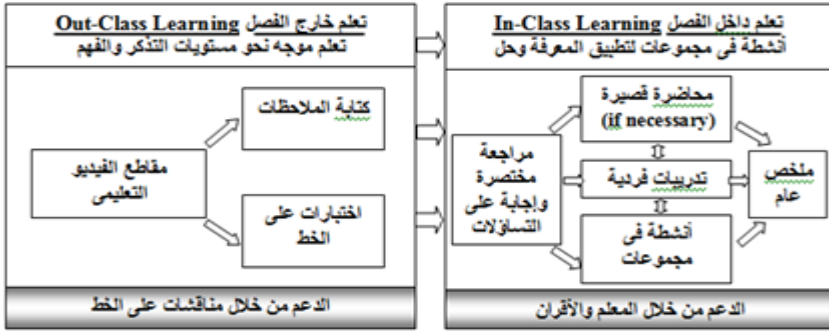 تعلم خارج الفصل Out-Class Learning
تعلم موجه نحو مستويات التذكر والفهم
مقاطع الفيديو
التعليمى
كتابة الملاحظات
اختبارات على
الخط
الدعم من خلال مناقشات على الخط
تعلم داخل الفصل In-Class Learning
أنشطة فى مجموعات لتطبيق المعرفة وحل
مراجعة
مختصرة
وإجابة على
التساؤلات
محاضرة قصيرة
(if necessary)
تدريبات فردية
أنشطة فى
مجموعات
ملخص
عام
الدعم من خلال المعلم والأقران